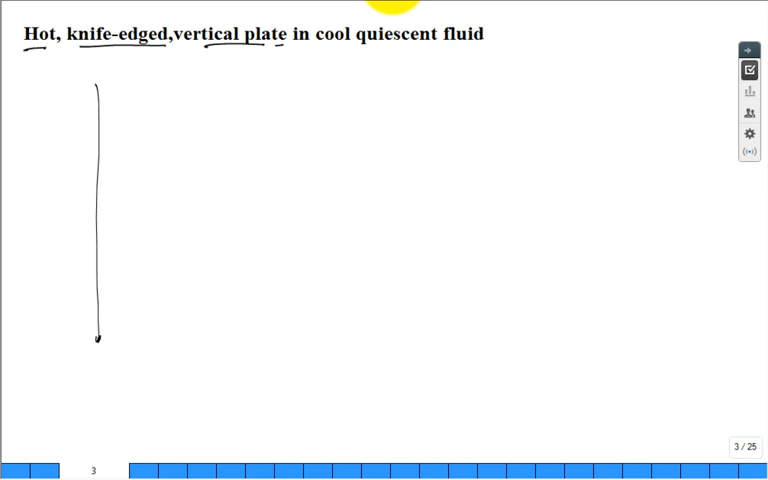 Hot, knife-edged,vertical plate in cool quiescent fluid
3 / 25
3